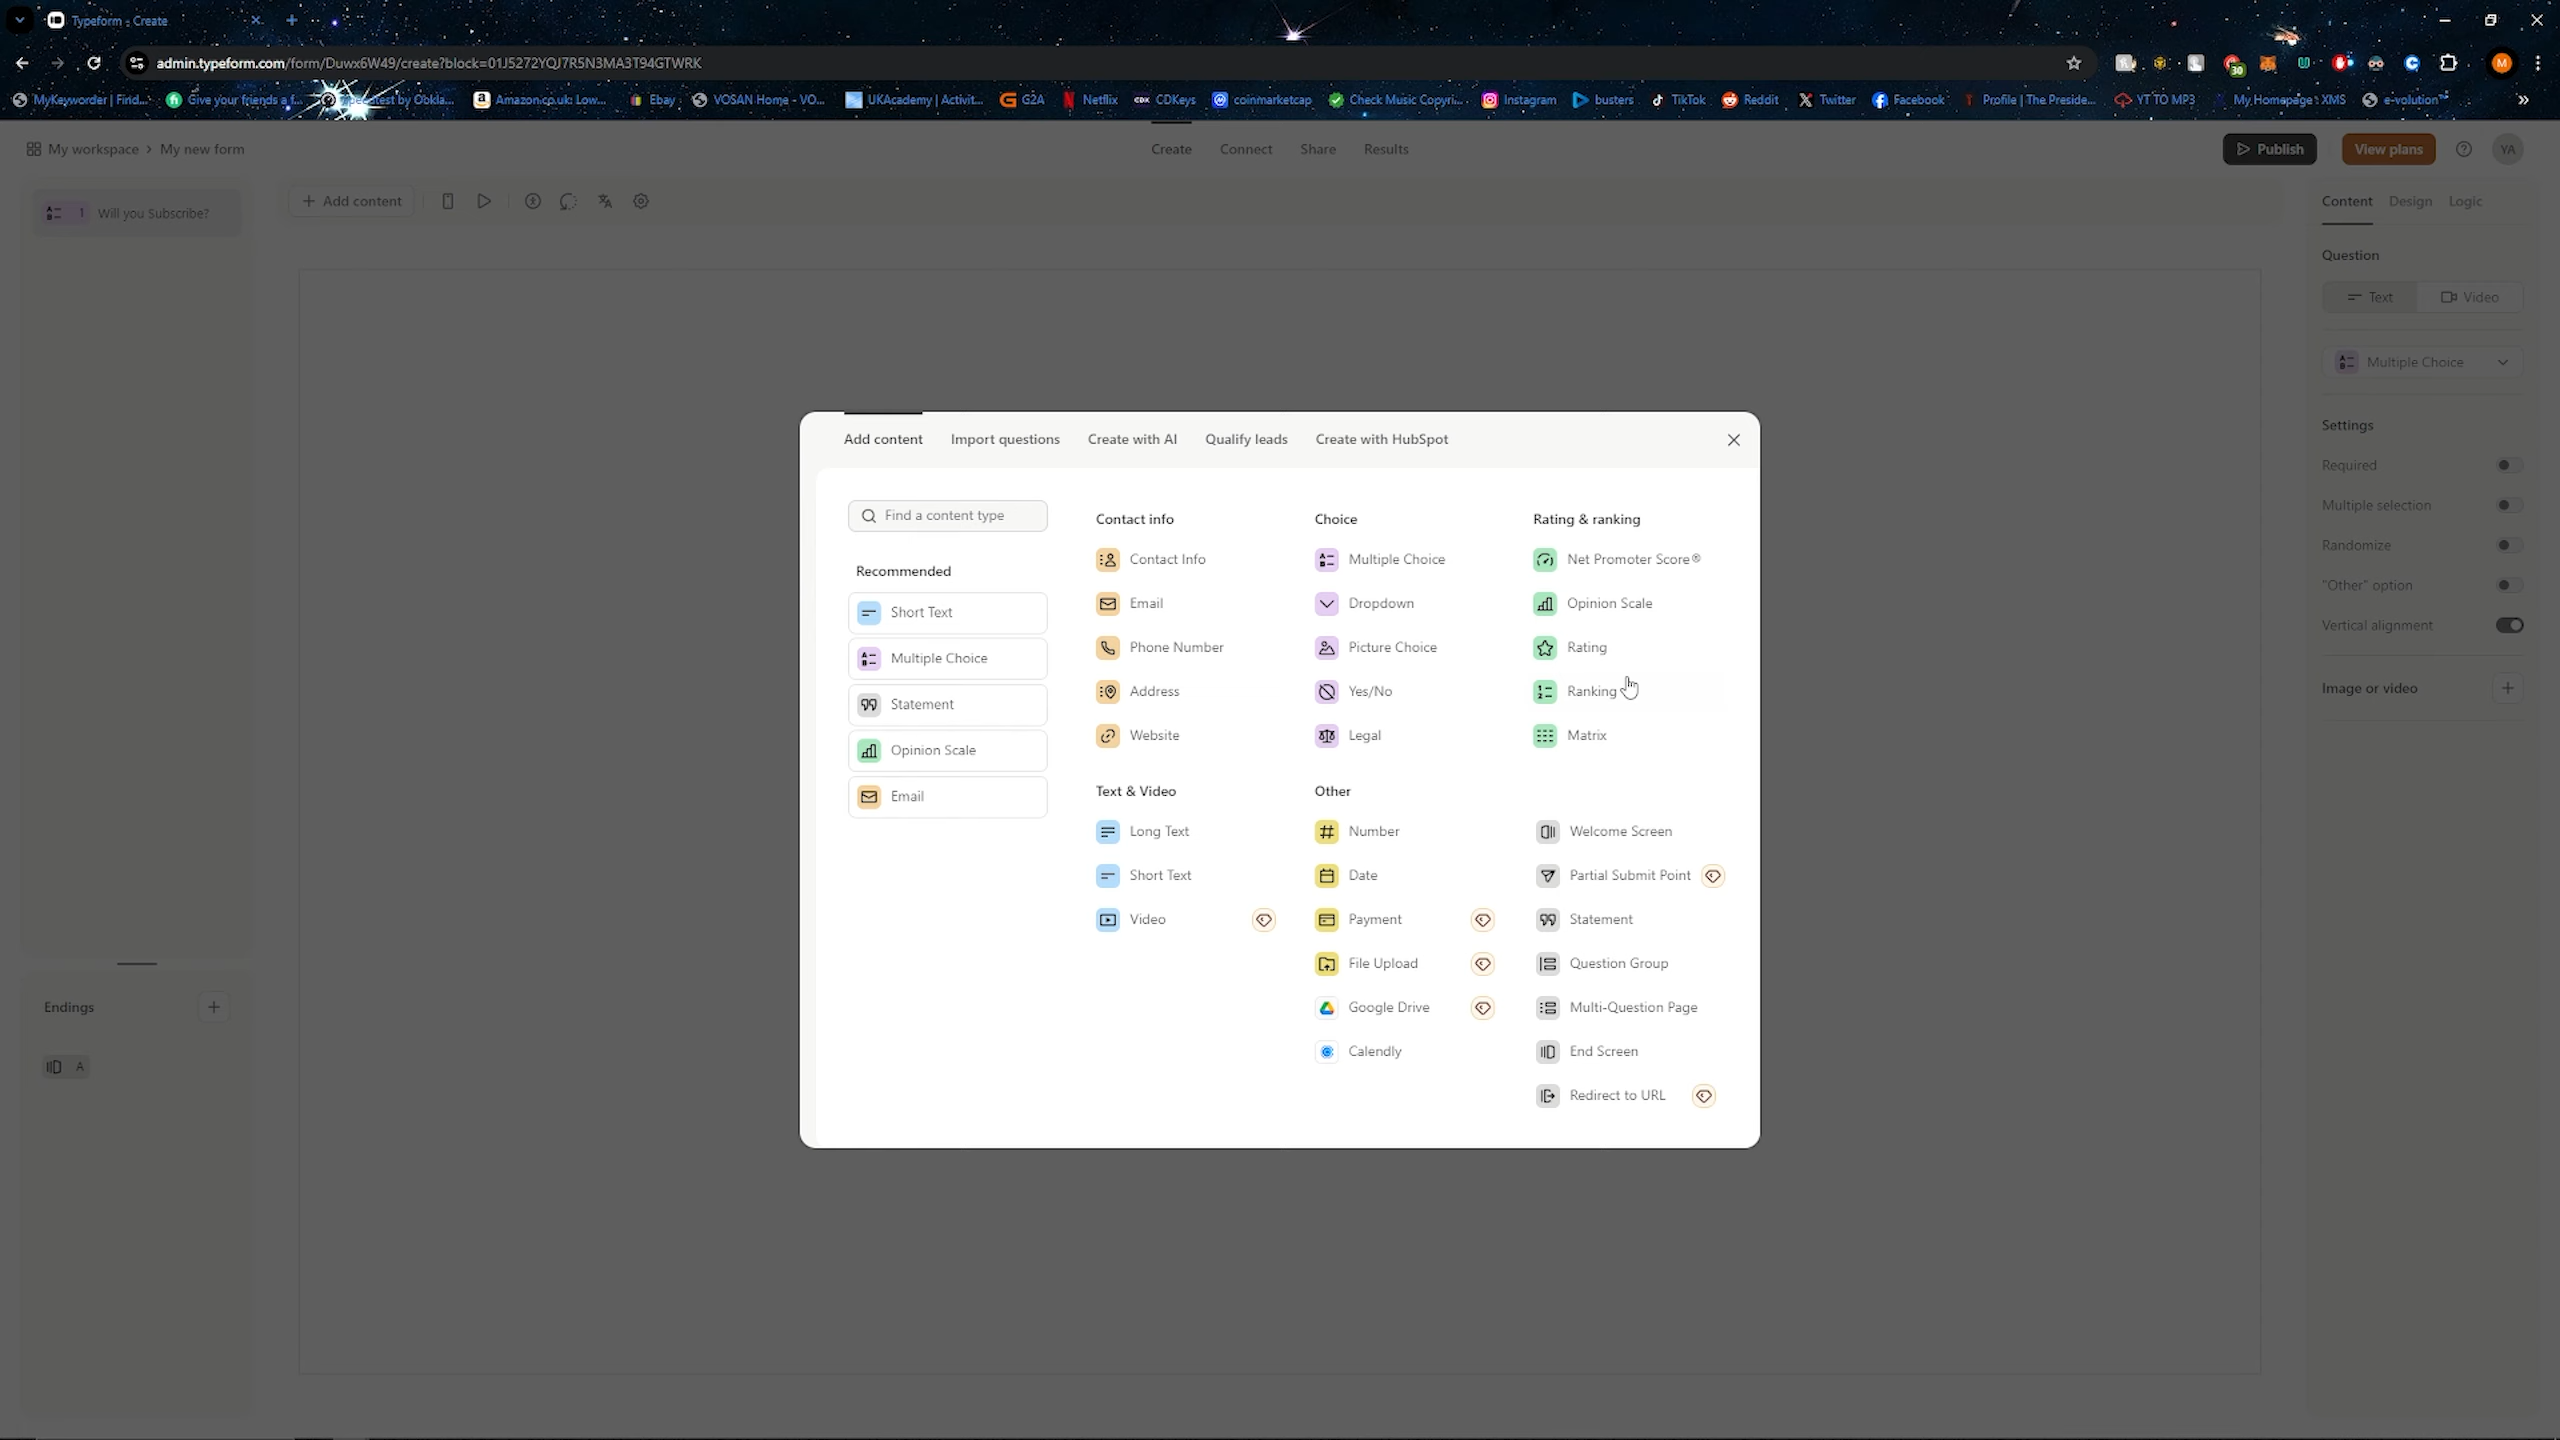 Typeform - Create
admin.typeform.com/form/Duwx6W49/create?block=01J5272YQJ7R5N3MA3T94GTWRK
30
M
MyKeyworder | Find...
Give your friends a f...
by Ookla...
Amazon.co.uk: Low...
Ebay
VOSAN Home - VO...
UKAcademy | Activit...
G2A
Netflix
CDX CDKeys
coinmarketcap
Check Music Copyri...
Instagram
busters
TikTok
Reddit
Twitter
Facebook
Profile | The Preside...
YT TO MP3
My Homepage : XMS
e-volution™
»
My workspace › My new form
Create
Connect
Share
Results
Publish
View plans
YA
1 Will you Subscribe?
+ Add content
Content
Design
Logic
Question
Text
Video
Multiple Choice
Settings
Required
Multiple selection
Randomize
"Other" option
Vertical alignment
Image or video
Endings
A
Add content
Import questions
Create with AI
Qualify leads
Create with HubSpot
Find a content type
Recommended
Short Text
Multiple Choice
Statement
Opinion Scale
Email
Contact info
Contact Info
Email
Phone Number
Address
Website
Choice
Multiple Choice
Dropdown
Picture Choice
Yes/No
Legal
Rating & ranking
Net Promoter Score®
Opinion Scale
Rating
Ranking
Matrix
Text & Video
Long Text
Short Text
Video
Other
Number
Date
Payment
File Upload
Google Drive
Calendly
Welcome Screen
Partial Submit Point
Statement
Question Group
Multi-Question Page
End Screen
Redirect to URL